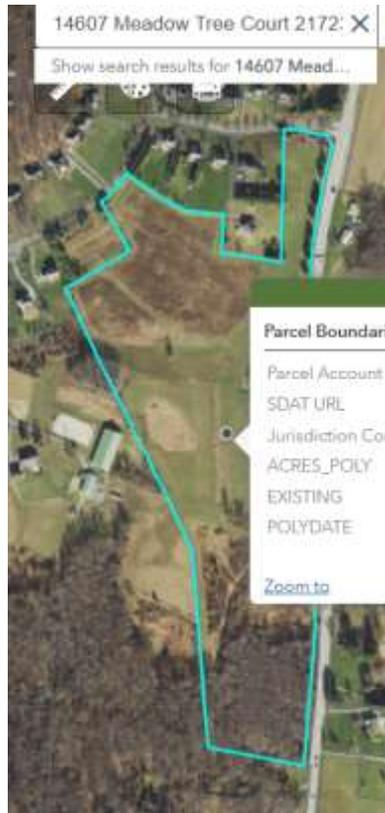 14607 Meadow Tree Court 2172
Show search results for 14607 Mead...
Parcel Boundar
Parcel Account
SDAT URL
Jurisdiction Co
ACRES_POLY
EXISTING
POLYDATE
Zoom to